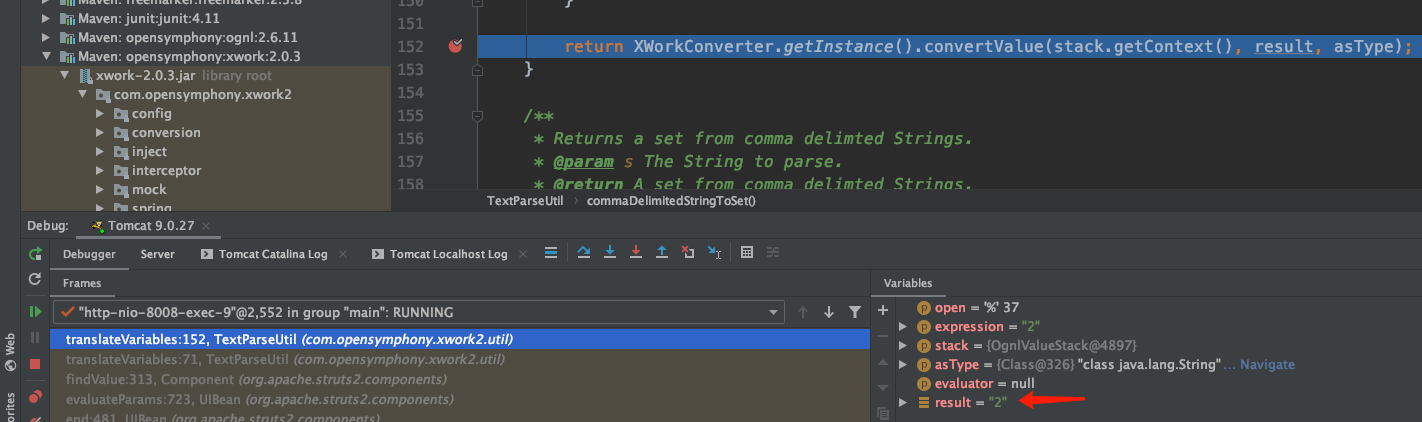 Maven: freemarker:freemarker:2.3.8
Maven: junit:junit:4.11
Maven: opensymphony:ognl:2.6.11
Maven: opensymphony:xwork:2.0.3
xwork-2.0.3.jar library root
com.opensymphony.xwork2
config
conversion
inject
interceptor
mock
spring
150 }
151
152 return XWorkConverter.getInstance().convertValue(stack.getContext(), result, asType);
153 }
154
155 /**
156 * Returns a set from comma delimted Strings.
157 * @param s The String to parse.
158 * @return A set from comma delimted Strings.
TextParseUtil › commaDelimitedStringToSet()
Debug: Tomcat 9.0.27 ×
Debugger Server Tomcat Catalina Log × Tomcat Localhost Log ×
Frames
"http-nio-8008-exec-9"@2,552 in group "main": RUNNING
translateVariables:152, TextParseUtil (com.opensymphony.xwork2.util)
translateVariables:71, TextParseUtil (com.opensymphony.xwork2.util)
findValue:313, Component (org.apache.struts2.components)
evaluateParams:723, UIBean (org.apache.struts2.components)
end:481, UIBean (org.apache.struts2.components)
Variables
open = '%' 37
expression = "2"
stack = {OgnlValueStack@4897}
asType = {Class@326} "class java.lang.String"... Navigate
evaluator = null
result = "2"
Web